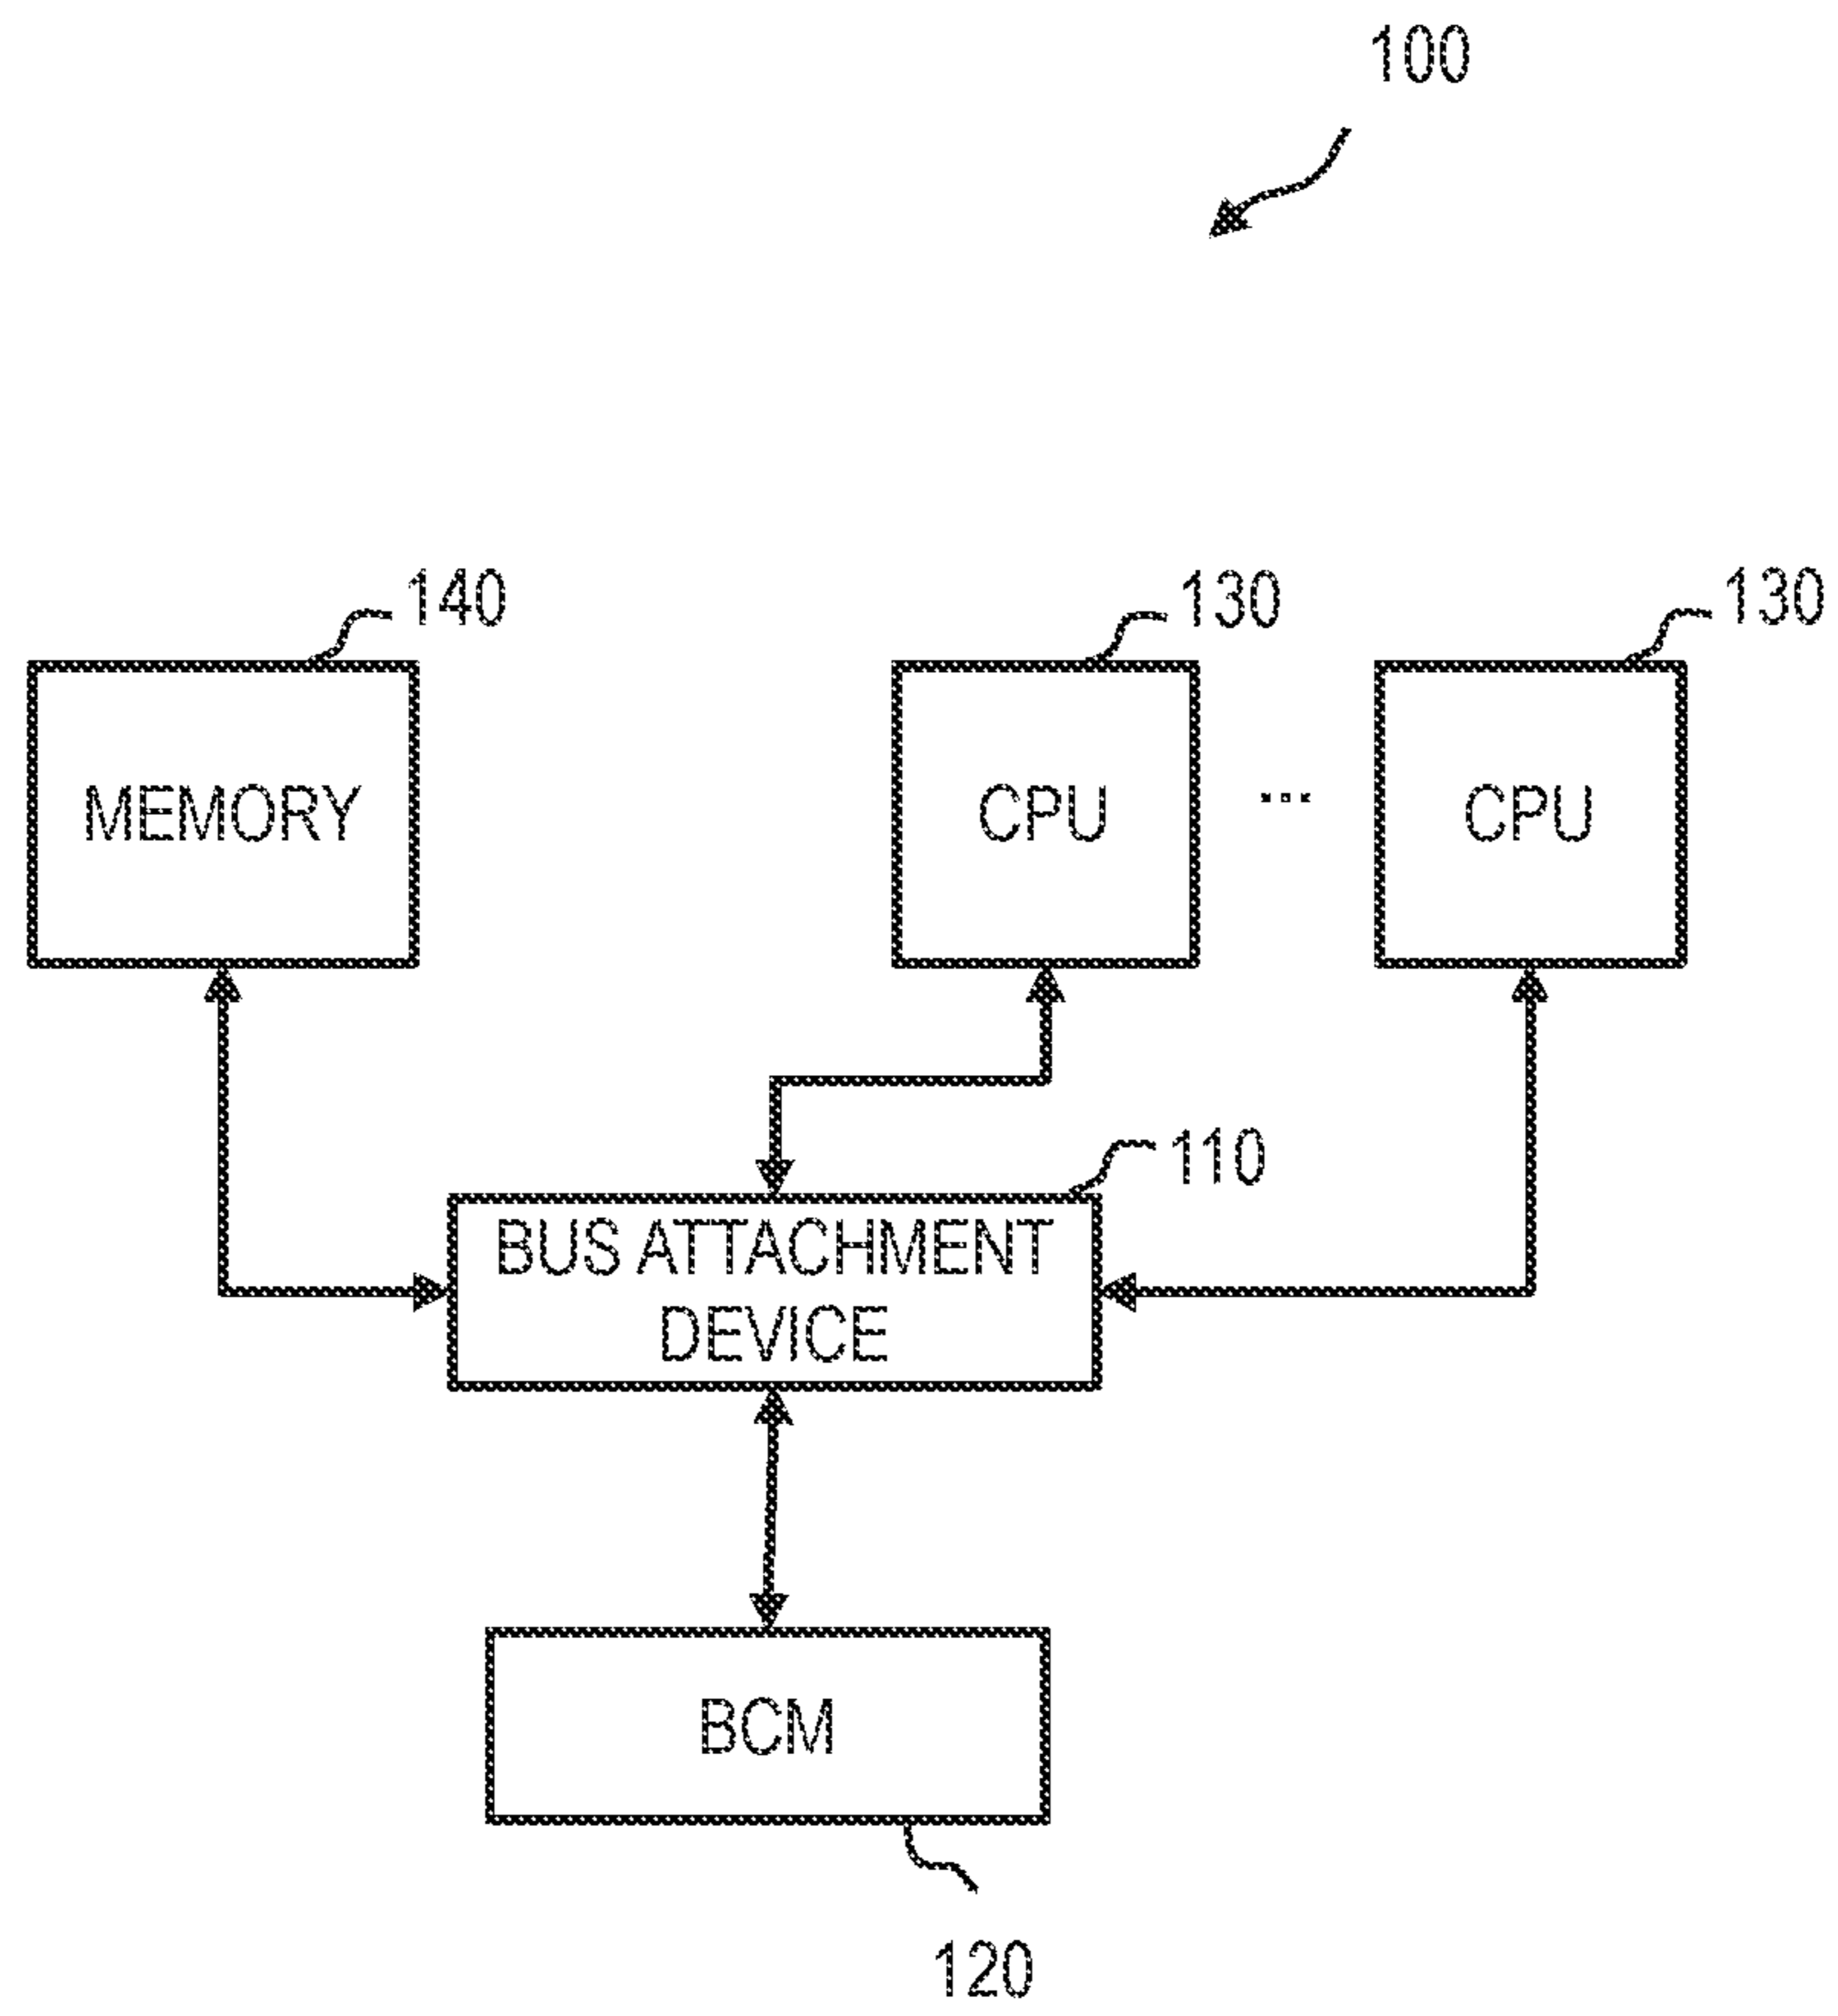 100
140
130
130
MEMORY
CPU
...
CPU
110
BUS ATTACHMENT
DEVICE
BCM
120